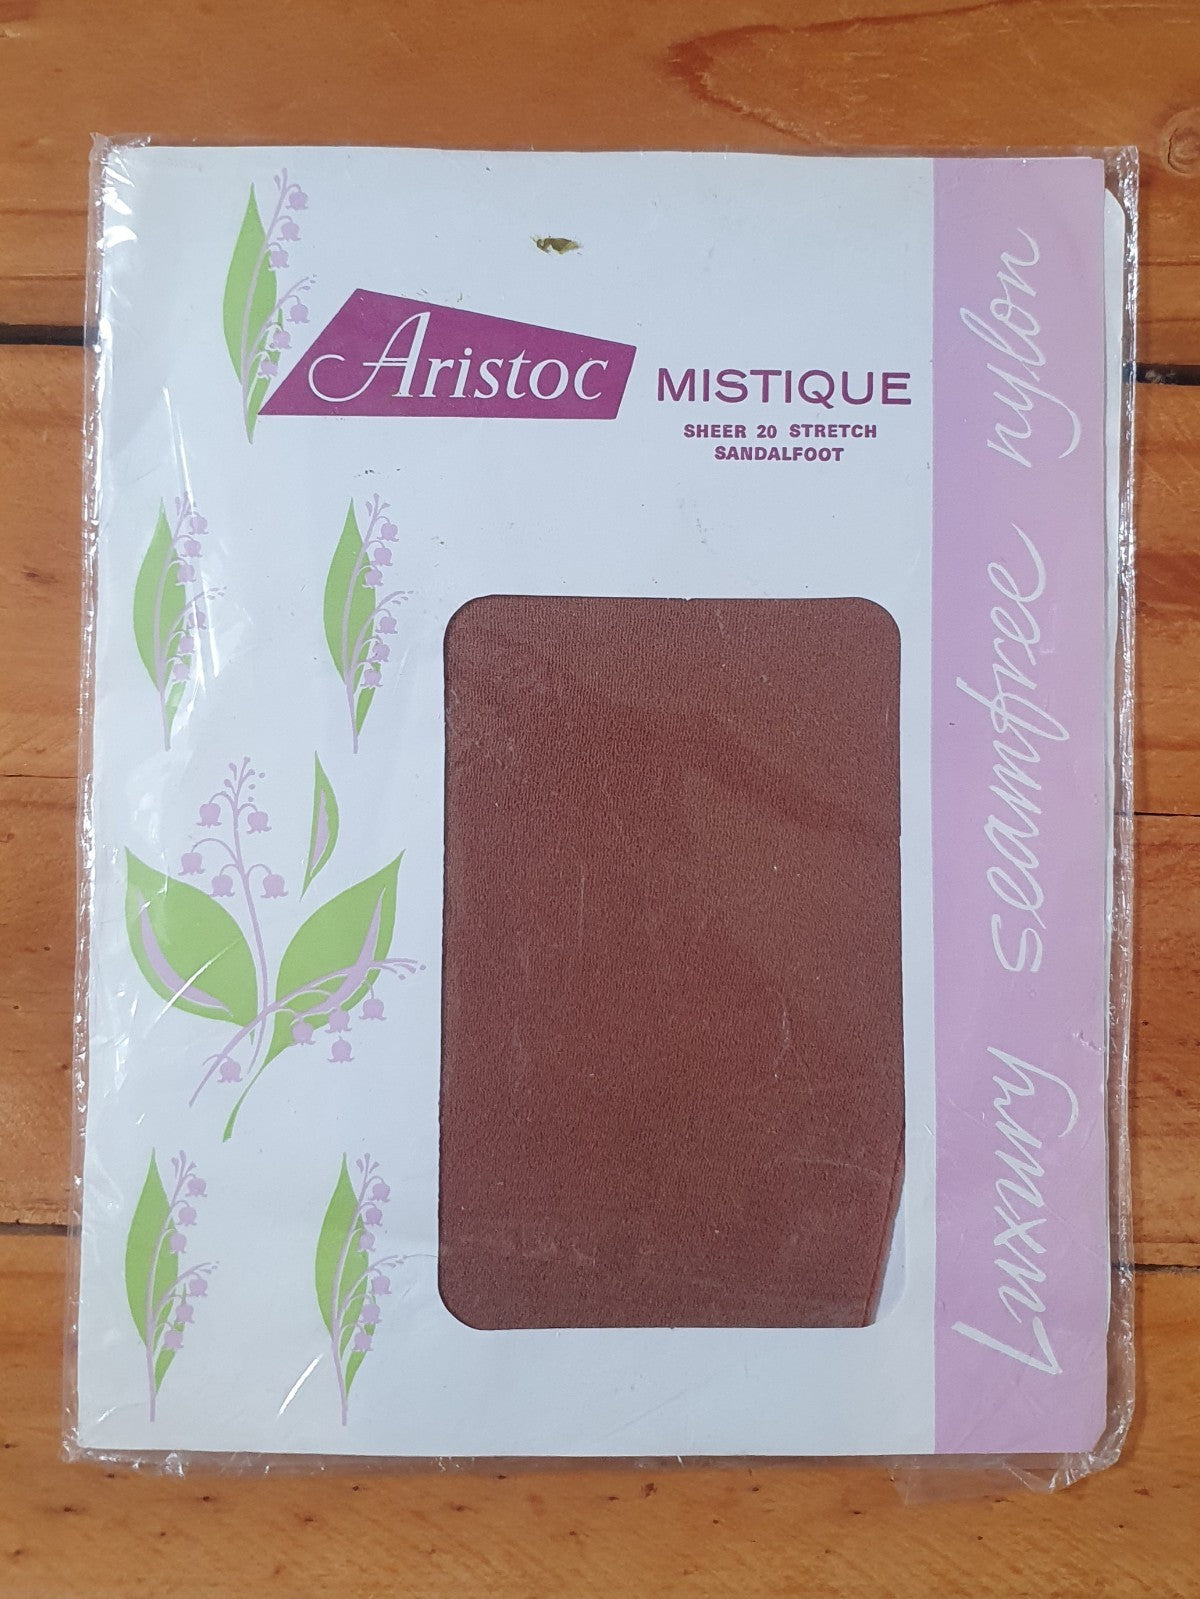 Aristoc
MISTIQUE
SHEER 20 STRETCH
SANDALFOOT
Luxury seamfree nylon